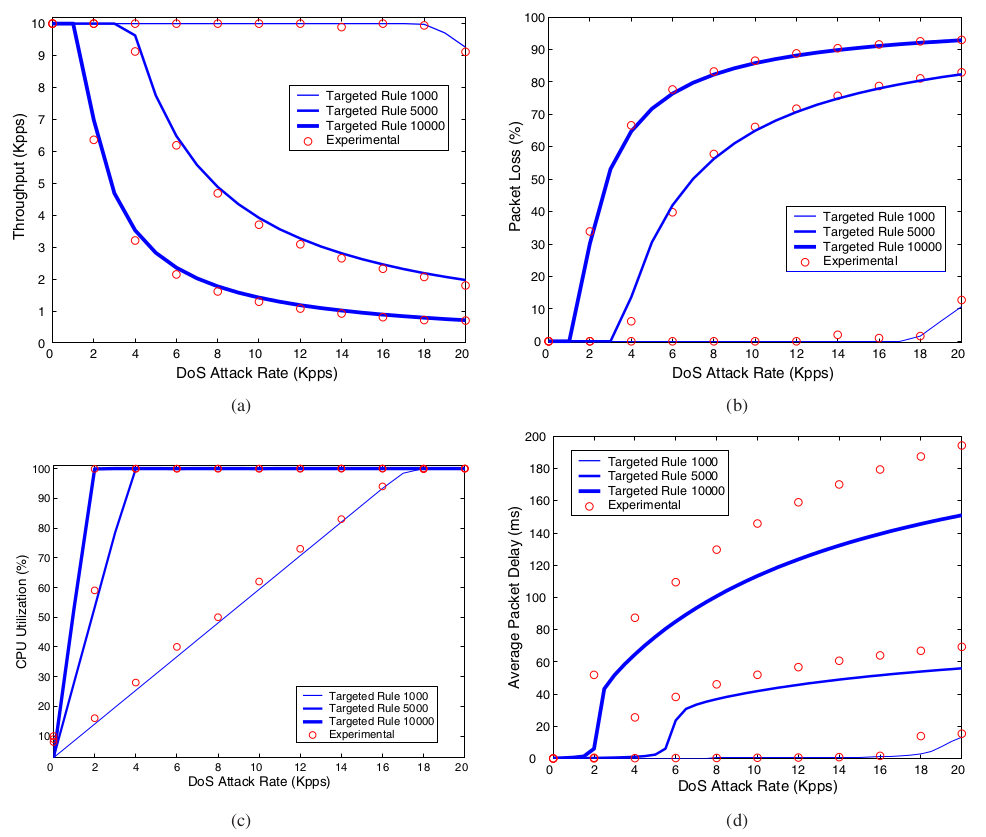 10
9
8
7
6
5
4
3
2
1
0
Throughput (Kpps)
0 2 4 6 8 10 12 14 16 18 20
DoS Attack Rate (Kpps)
Targeted Rule 1000
Targeted Rule 5000
Targeted Rule 10000
Experimental
(a)
100
90
80
70
60
50
40
30
20
10
0
Packet Loss (%)
0 2 4 6 8 10 12 14 16 18 20
DoS Attack Rate (Kpps)
Targeted Rule 1000
Targeted Rule 5000
Targeted Rule 10000
Experimental
(b)
100
90
80
70
60
50
40
30
20
10
CPU Utilization (%)
0 2 4 6 8 10 12 14 16 18 20
DoS Attack Rate (Kpps)
Targeted Rule 1000
Targeted Rule 5000
Targeted Rule 10000
Experimental
(c)
200
180
160
140
120
100
80
60
40
20
0
Average Packet Delay (ms)
0 2 4 6 8 10 12 14 16 18 20
DoS Attack Rate (Kpps)
Targeted Rule 1000
Targeted Rule 5000
Targeted Rule 10000
Experimental
(d)